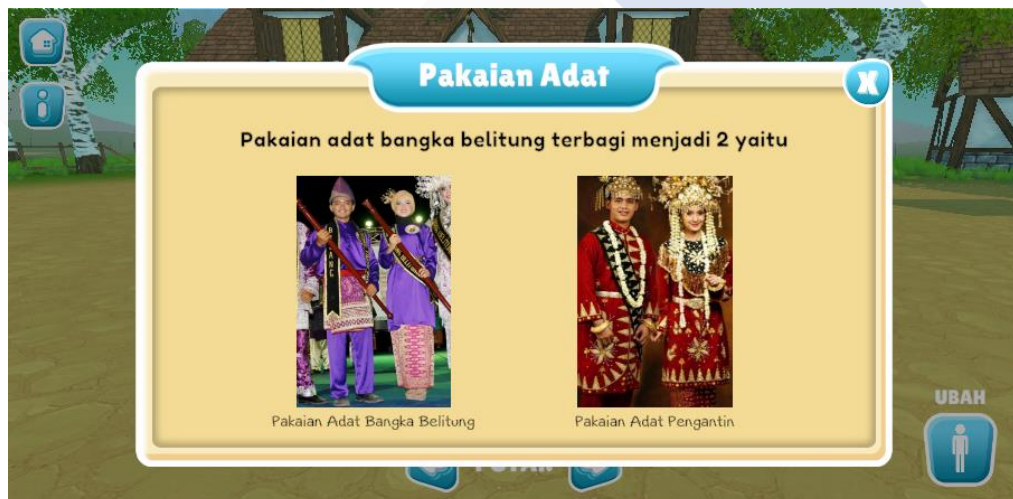 Pakaian Adat
X
Pakaian adat bangka belitung terbagi menjadi 2 yaitu
Pakaian Adat Bangka Belitung
Pakaian Adat Pengantin
UBAH